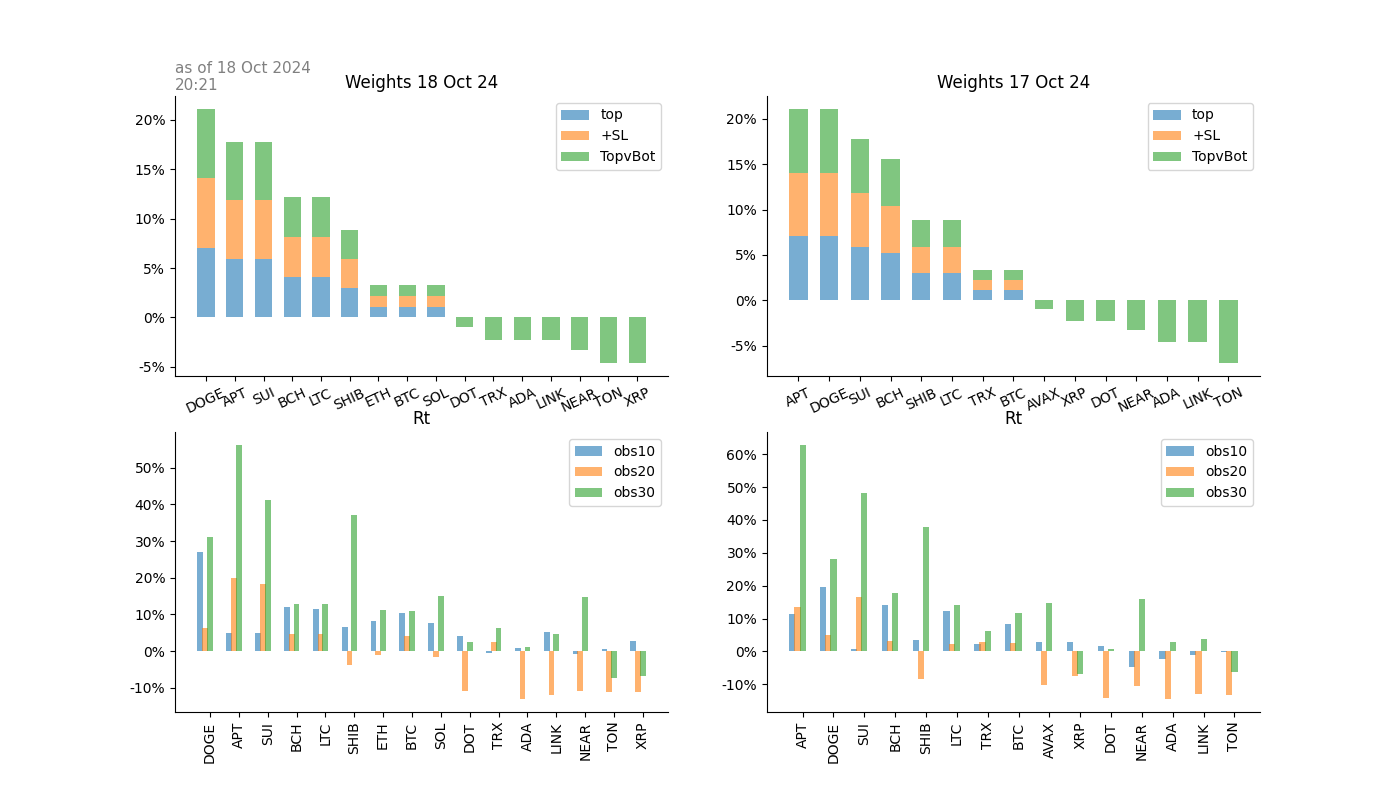 as of 18 Oct 2024
20:21
Weights 18 Oct 24
20%
15%
10%
5%
0%
-5%
top
+SL
TopvBot
DOGE APT SUI BCH LTC SHIB ETH BTC SOL DOT TRX ADA LINK NEAR TON XRP
Weights 17 Oct 24
20%
15%
10%
5%
0%
-5%
top
+SL
TopvBot
APT DOGE SUI BCH SHIB LTC TRX BTC AVAX XRP DOT NEAR ADA LINK TON
Rt
50%
40%
30%
20%
10%
0%
-10%
obs10
obs20
obs30
DOGE APT SUI BCH LTC SHIB ETH BTC SOL DOT TRX ADA LINK NEAR TON XRP
Rt
60%
50%
40%
30%
20%
10%
0%
-10%
obs10
obs20
obs30
APT DOGE SUI BCH SHIB LTC TRX BTC AVAX XRP DOT NEAR ADA LINK TON